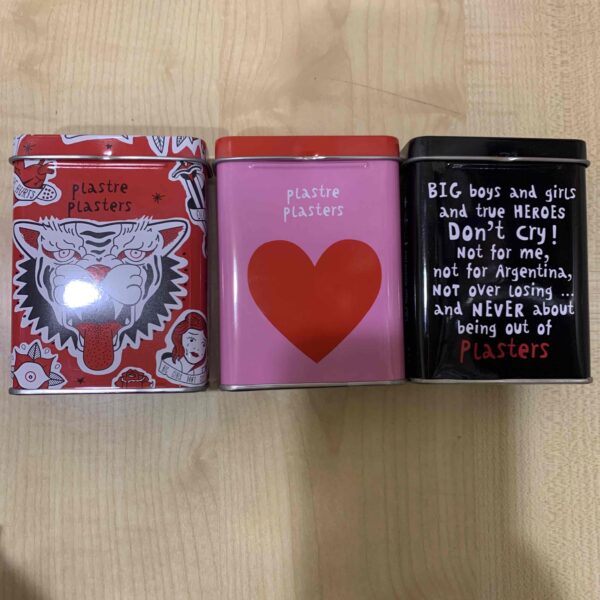 plastre
plasters
plastre
plasters
BIG boys and girls
and true HEROES
Don't cry!
Not for me,
not for Argentina,
NOT over losing ...
and NEVER about
being out of
Plasters